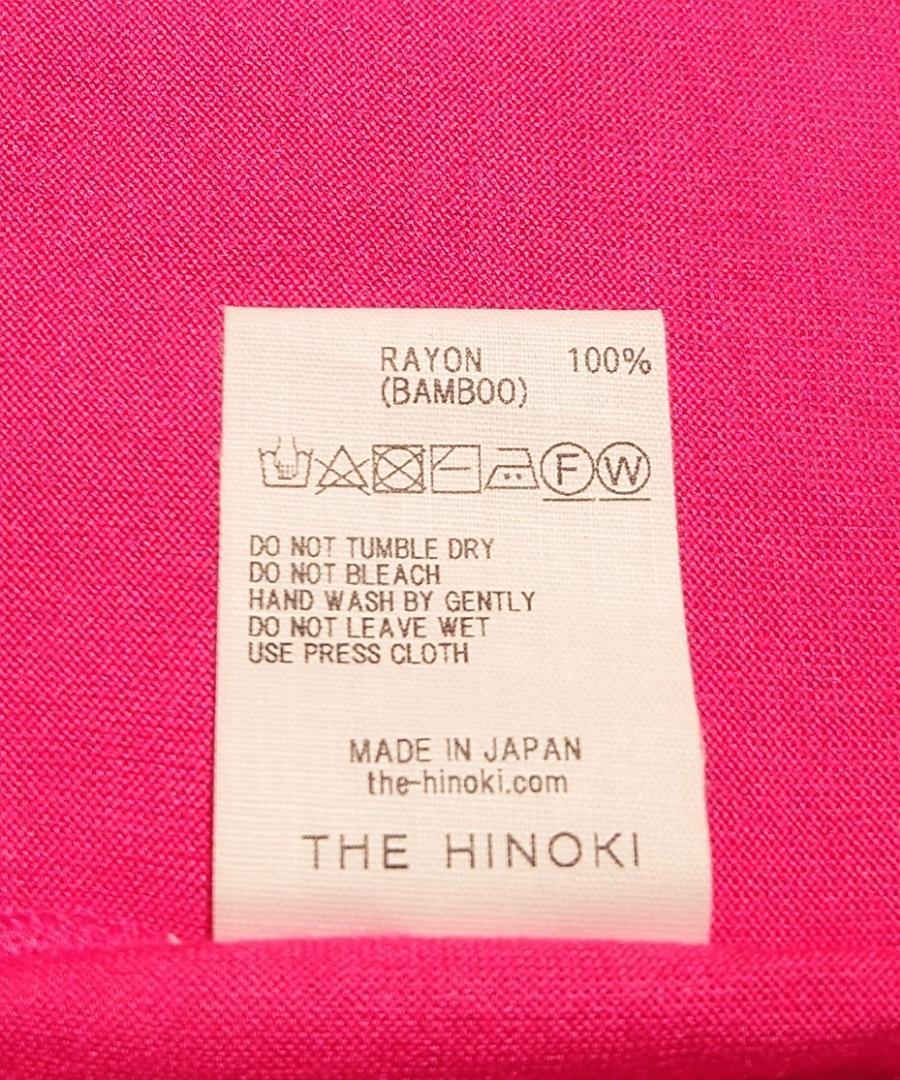 RAYON 100%
(BAMBOO)
F W
DO NOT TUMBLE DRY
DO NOT BLEACH
HAND WASH BY GENTLY
DO NOT LEAVE WET
USE PRESS CLOTH
MADE IN JAPAN
the-hinoki.com
THE HINOKI